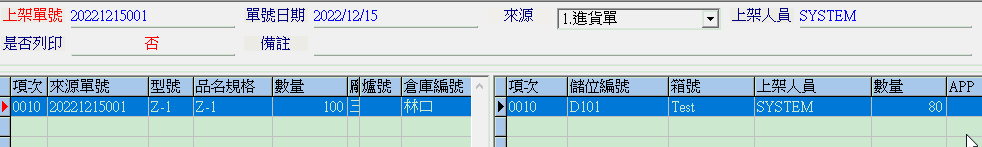 上架單號 20221215001 單號日期 2022/12/15 來源 1.進貨單 上架人員 SYSTEM
是否列印 否 備註
項次 來源單號 型號 品名規格 數量 爐號 倉庫編號 項次 儲位編號 箱號 上架人員 數量 APP
0010 20221215001 Z-1 Z-1 100 三 林口 0010 D101 Test SYSTEM 80